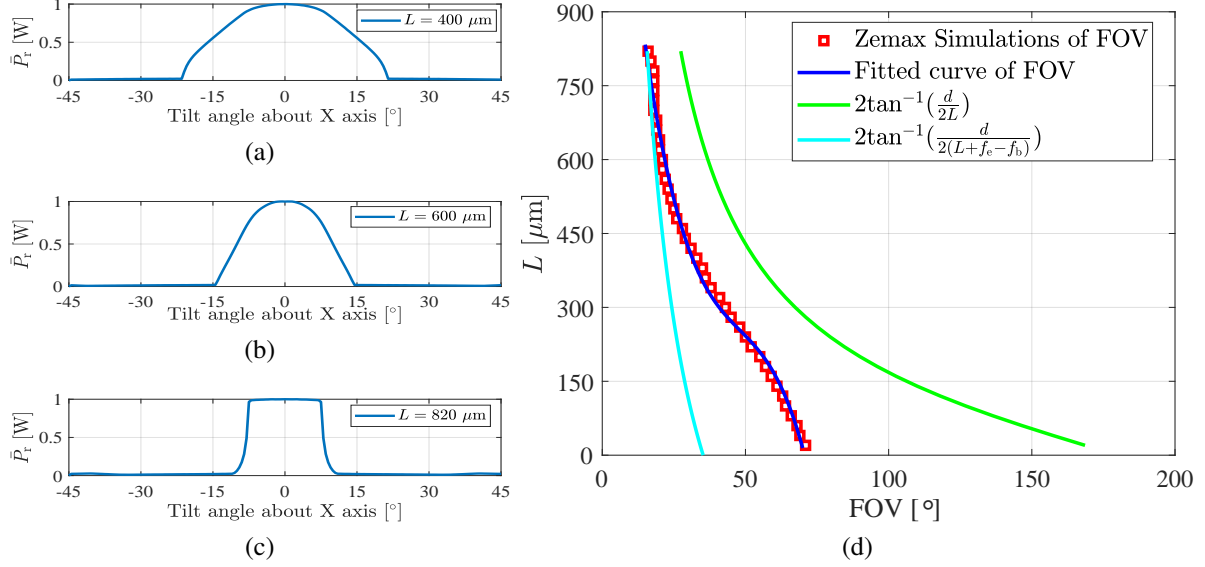 P̄r [W]
1
0.5
0
L = 400 μm
-45 -30 -15 0 15 30 45
Tilt angle about X axis [°]
(a)
P̄r [W]
1
0.5
0
L = 600 μm
-45 -30 -15 0 15 30 45
Tilt angle about X axis [°]
(b)
P̄r [W]
1
0.5
0
L = 820 μm
-45 -30 -15 0 15 30 45
Tilt angle about X axis [°]
(c)
L [μm]
900
750
600
450
300
150
0
Zemax Simulations of FOV
Fitted curve of FOV
2tan⁻¹(d/2L)
2tan⁻¹(d/2(L+fe−fb))
0 50 100 150 200
FOV [°]
(d)